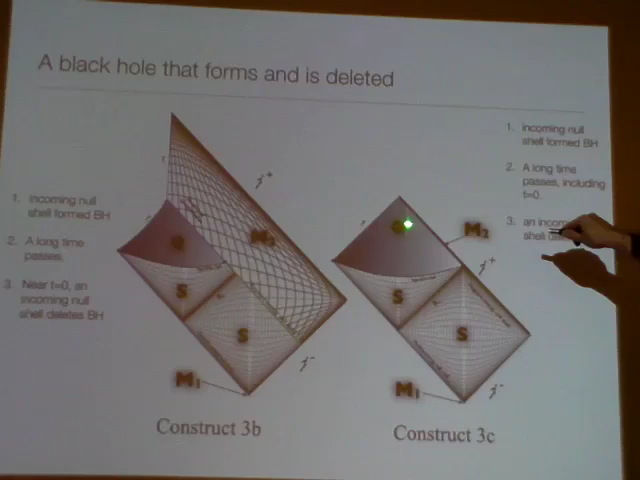 A black hole that forms and is deleted
1. incoming null
shell formed BH
2. A long time
passes.
3 Near t=0, an
incoming null
shell deletes BH
M₂
S
S
M₁
j⁺
j⁻
Construct 3b
1. incoming null
shell formed BH
2. A long time
passes, including
t=0.
3. an incom
shell
M₂
S
S
M₁
j⁺
j⁻
Construct 3c